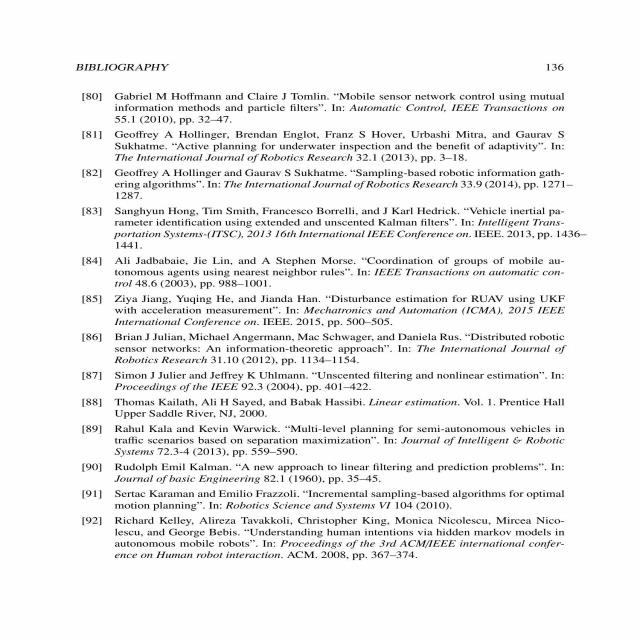 BIBLIOGRAPHY 136
[80] Gabriel M Hoffmann and Claire J Tomlin. “Mobile sensor network control using mutual
information methods and particle filters”. In: Automatic Control, IEEE Transactions on
55.1 (2010), pp. 32–47.
[81] Geoffrey A Hollinger, Brendan Englot, Franz S Hover, Urbashi Mitra, and Gaurav S
Sukhatme. “Active planning for underwater inspection and the benefit of adaptivity”. In:
The International Journal of Robotics Research 32.1 (2013), pp. 3–18.
[82] Geoffrey A Hollinger and Gaurav S Sukhatme. “Sampling-based robotic information gath-
ering algorithms”. In: The International Journal of Robotics Research 33.9 (2014), pp. 1271–
1287.
[83] Sanghyun Hong, Tim Smith, Francesco Borrelli, and J Karl Hedrick. “Vehicle inertial pa-
rameter identification using extended and unscented Kalman filters”. In: Intelligent Trans-
portation Systems-(ITSC), 2013 16th International IEEE Conference on. IEEE. 2013, pp. 1436–
1441.
[84] Ali Jadbabaie, Jie Lin, and A Stephen Morse. “Coordination of groups of mobile au-
tonomous agents using nearest neighbor rules”. In: IEEE Transactions on automatic con-
trol 48.6 (2003), pp. 988–1001.
[85] Ziya Jiang, Yuqing He, and Jianda Han. “Disturbance estimation for RUAV using UKF
with acceleration measurement”. In: Mechatronics and Automation (ICMA), 2015 IEEE
International Conference on. IEEE. 2015, pp. 500–505.
[86] Brian J Julian, Michael Angermann, Mac Schwager, and Daniela Rus. “Distributed robotic
sensor networks: An information-theoretic approach”. In: The International Journal of
Robotics Research 31.10 (2012), pp. 1134–1154.
[87] Simon J Julier and Jeffrey K Uhlmann. “Unscented filtering and nonlinear estimation”. In:
Proceedings of the IEEE 92.3 (2004), pp. 401–422.
[88] Thomas Kailath, Ali H Sayed, and Babak Hassibi. Linear estimation. Vol. 1. Prentice Hall
Upper Saddle River, NJ, 2000.
[89] Rahul Kala and Kevin Warwick. “Multi-level planning for semi-autonomous vehicles in
traffic scenarios based on separation maximization”. In: Journal of Intelligent & Robotic
Systems 72.3-4 (2013), pp. 559–590.
[90] Rudolph Emil Kalman. “A new approach to linear filtering and prediction problems”. In:
Journal of basic Engineering 82.1 (1960), pp. 35–45.
[91] Sertac Karaman and Emilio Frazzoli. “Incremental sampling-based algorithms for optimal
motion planning”. In: Robotics Science and Systems VI 104 (2010).
[92] Richard Kelley, Alireza Tavakkoli, Christopher King, Monica Nicolescu, Mircea Nico-
lescu, and George Bebis. “Understanding human intentions via hidden markov models in
autonomous mobile robots”. In: Proceedings of the 3rd ACM/IEEE international confer-
ence on Human robot interaction. ACM. 2008, pp. 367–374.